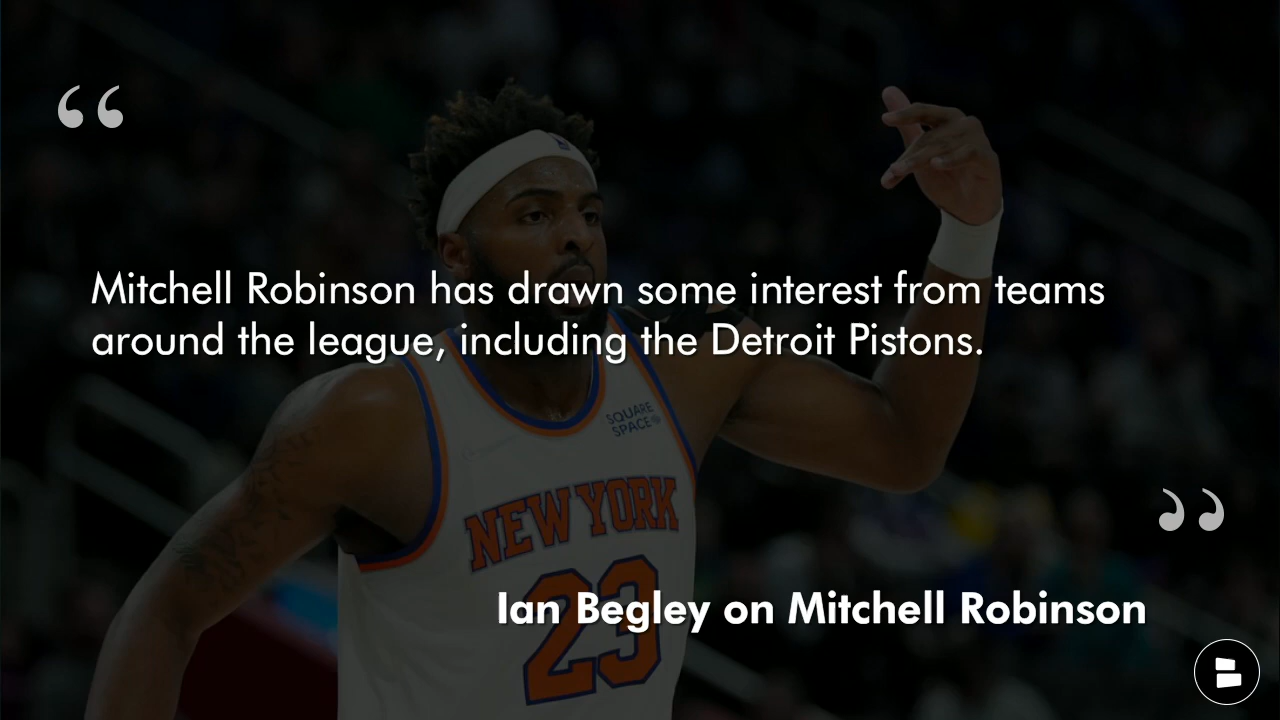 “
Mitchell Robinson has drawn some interest from teams
around the league, including the Detroit Pistons.
”
SQUARE
SPACE
NEW YORK
23
Ian Begley on Mitchell Robinson